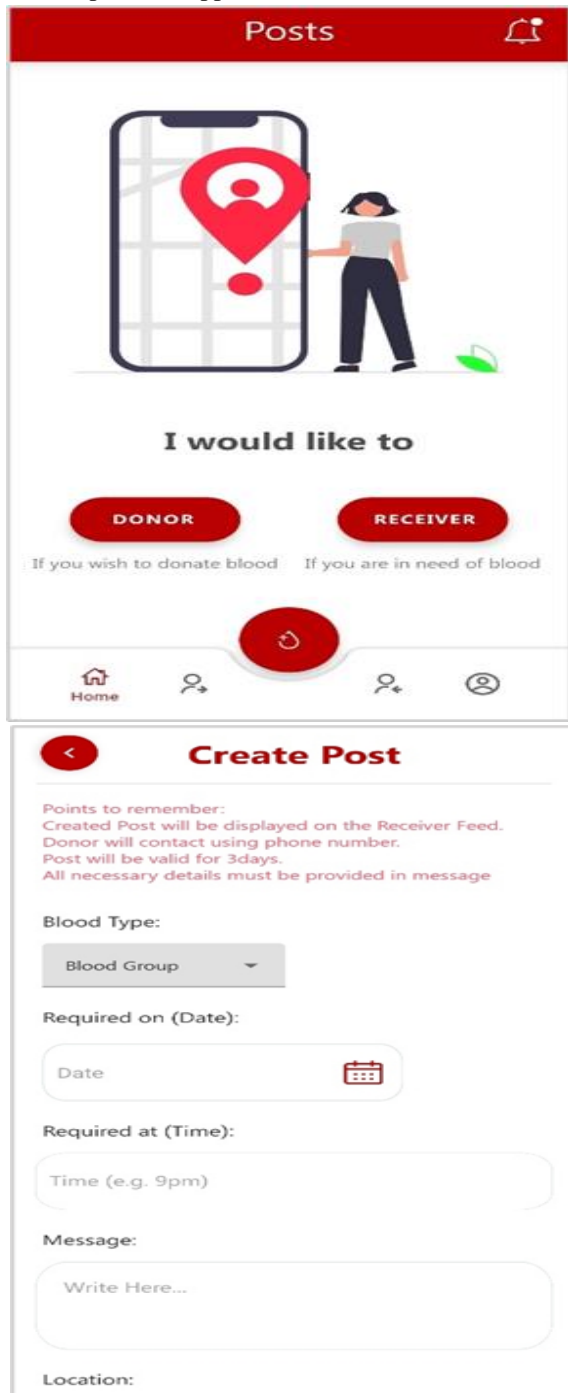 Posts
I would like to
DONOR
RECEIVER
If you wish to donate blood
If you are in need of blood
Home
Create Post
Points to remember:
Created Post will be displayed on the Receiver Feed.
Donor will contact using phone number.
Post will be valid for 3days.
All necessary details must be provided in message
Blood Type:
Blood Group
Required on (Date):
Date
Required at (Time):
Time (e.g. 9pm)
Message:
Write Here...
Location: